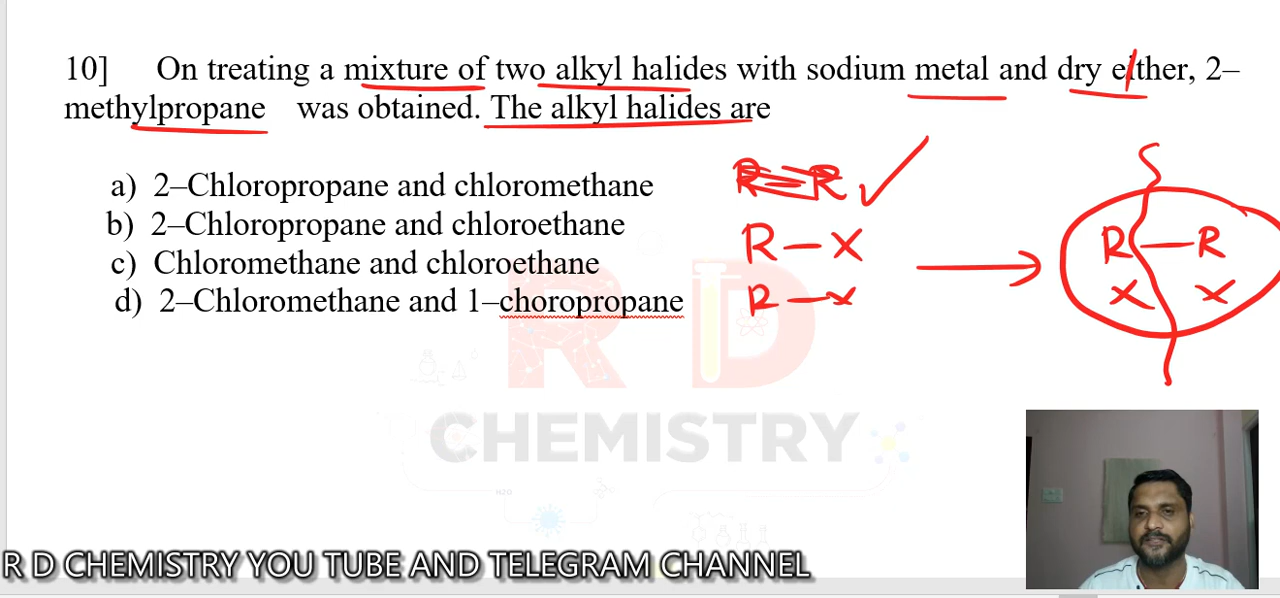 10] On treating a mixture of two alkyl halides with sodium metal and dry either, 2–
methylpropane was obtained. The alkyl halides are
a) 2–Chloropropane and chloromethane
b) 2–Chloropropane and chloroethane
c) Chloromethane and chloroethane
d) 2–Chloromethane and 1–choropropane
R=R
R–X
R–x
R–R
X X
R D
CHEMISTRY
H2O
R D CHEMISTRY YOU TUBE AND TELEGRAM CHANNEL